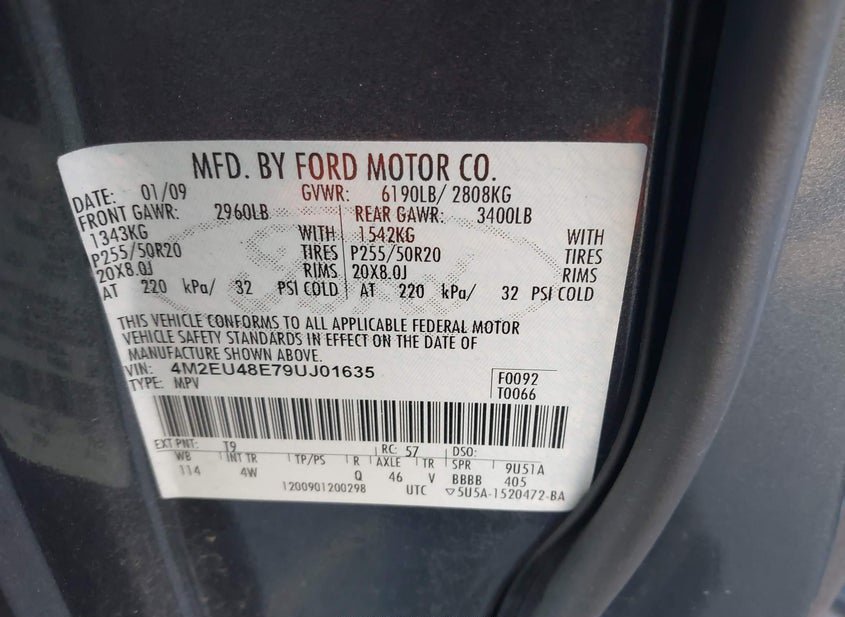 MFD. BY FORD MOTOR CO.
DATE: 01/09 GVWR: 6190LB/ 2808KG
FRONT GAWR: 2960LB REAR GAWR: 3400LB
1343KG WITH 1542KG WITH
P255/50R20 TIRES P255/50R20 TIRES
20X8.0J RIMS 20X8.0J RIMS
AT 220 kPa/ 32 PSI COLD AT 220 kPa/ 32 PSI COLD
THIS VEHICLE CONFORMS TO ALL APPLICABLE FEDERAL MOTOR
VEHICLE SAFETY STANDARDS IN EFFECT ON THE DATE OF
MANUFACTURE SHOWN ABOVE.
VIN: 4M2EU48E79UJ01635 F0092
TYPE: MPV T0066
EXT PNT: T9 RC: 57 DSO:
WB INT TR TP/PS R AXLE TR SPR 9U51A
114 4W Q 46 V BBBB 405
1200901200298 UTC ▽5U5A-1520472-BA